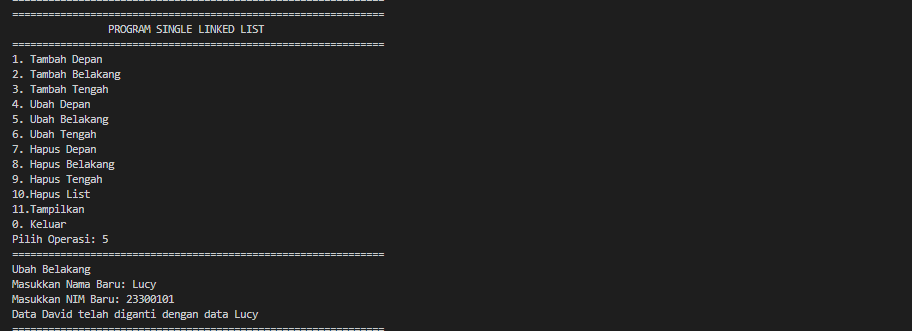 ============================================================
============================================================
PROGRAM SINGLE LINKED LIST
============================================================
1. Tambah Depan
2. Tambah Belakang
3. Tambah Tengah
4. Ubah Depan
5. Ubah Belakang
6. Ubah Tengah
7. Hapus Depan
8. Hapus Belakang
9. Hapus Tengah
10.Hapus List
11.Tampilkan
0. Keluar
Pilih Operasi: 5
============================================================
Ubah Belakang
Masukkan Nama Baru: Lucy
Masukkan NIM Baru: 23300101
Data David telah diganti dengan data Lucy
============================================================